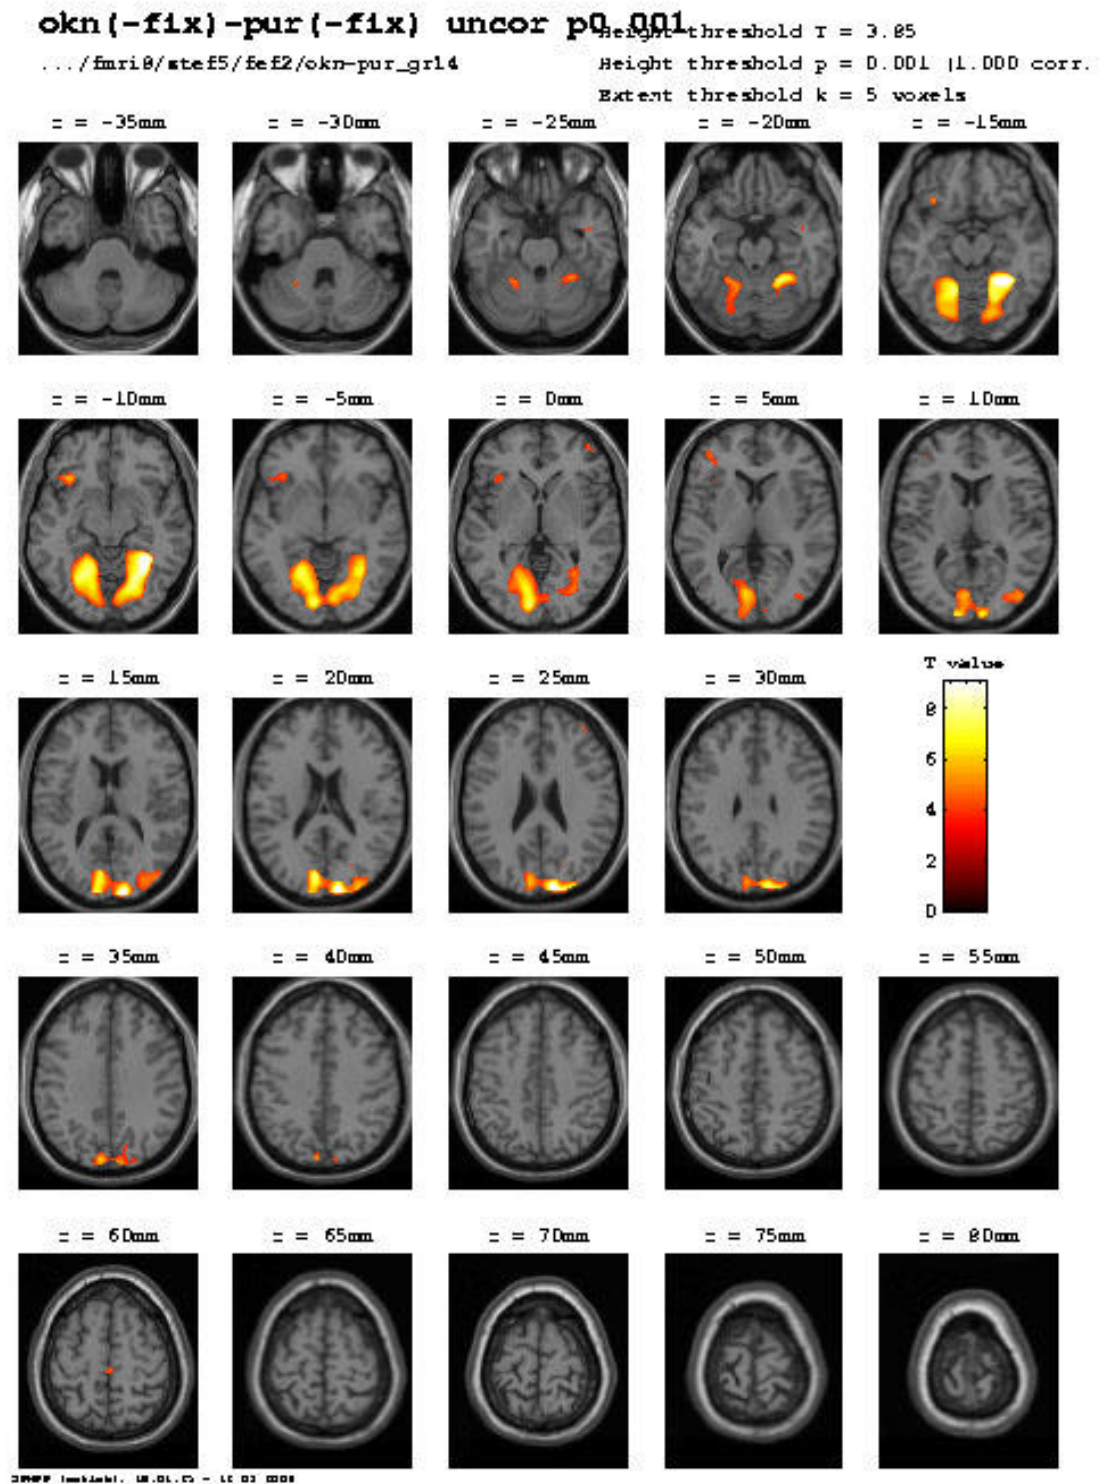 okn(-fix)-pur(-fix) uncor p0.001
Height threshold T = 3.85
.../fmri8/stef5/fef2/okn-pur_gr14
Height threshold p = 0.001 |1.000 corr.
Extent threshold k = 5 voxels
z = -35mm z = -30mm z = -25mm z = -20mm z = -15mm
z = -10mm z = -5mm z = 0mm z = 5mm z = 10mm
z = 15mm z = 20mm z = 25mm z = 30mm
T value
8
6
4
2
0
z = 35mm z = 40mm z = 45mm z = 50mm z = 55mm
z = 60mm z = 65mm z = 70mm z = 75mm z = 80mm